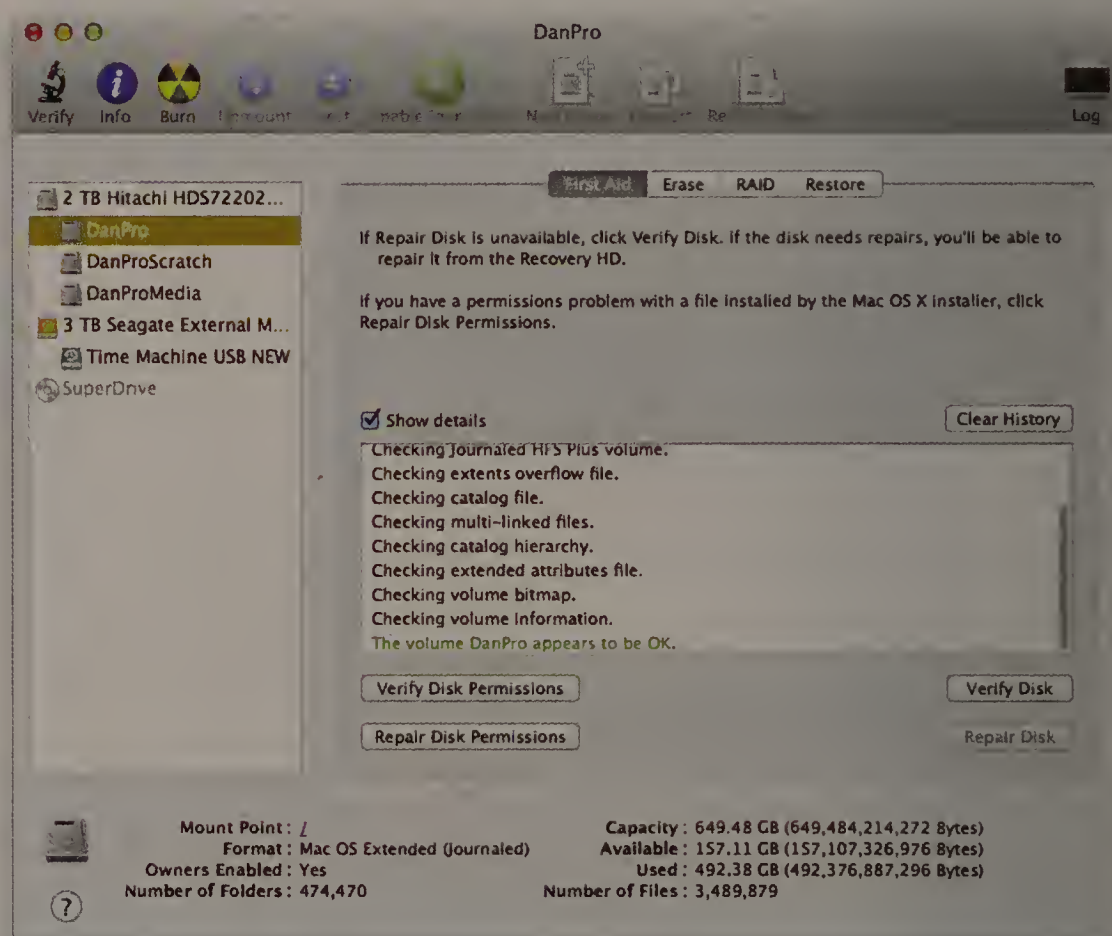 DanPro
Verify Info Burn
Log
2 TB Hitachi HDS72202...
DanPro
DanProScratch
DanProMedia
3 TB Seagate External M...
Time Machine USB NEW
SuperDrive
First Aid Erase RAID Restore
If Repair Disk is unavailable, click Verify Disk. If the disk needs repairs, you'll be able to
repair it from the Recovery HD.
If you have a permissions problem with a file installed by the Mac OS X installer, click
Repair Disk Permissions.
Show details
Clear History
Checking Journaled HFS Plus volume.
Checking extents overflow file.
Checking catalog file.
Checking multi-linked files.
Checking catalog hierarchy.
Checking extended attributes file.
Checking volume bitmap.
Checking volume information.
The volume DanPro appears to be OK.
Verify Disk Permissions
Verify Disk
Repair Disk Permissions
Repair Disk
Mount Point : /
Format : Mac OS Extended (Journaled)
Owners Enabled : Yes
Number of Folders : 474,470
Capacity : 649.48 GB (649,484,214,272 Bytes)
Available : 157.11 GB (157,107,326,976 Bytes)
Used : 492.38 GB (492,376,887,296 Bytes)
Number of Files : 3,489,879
?